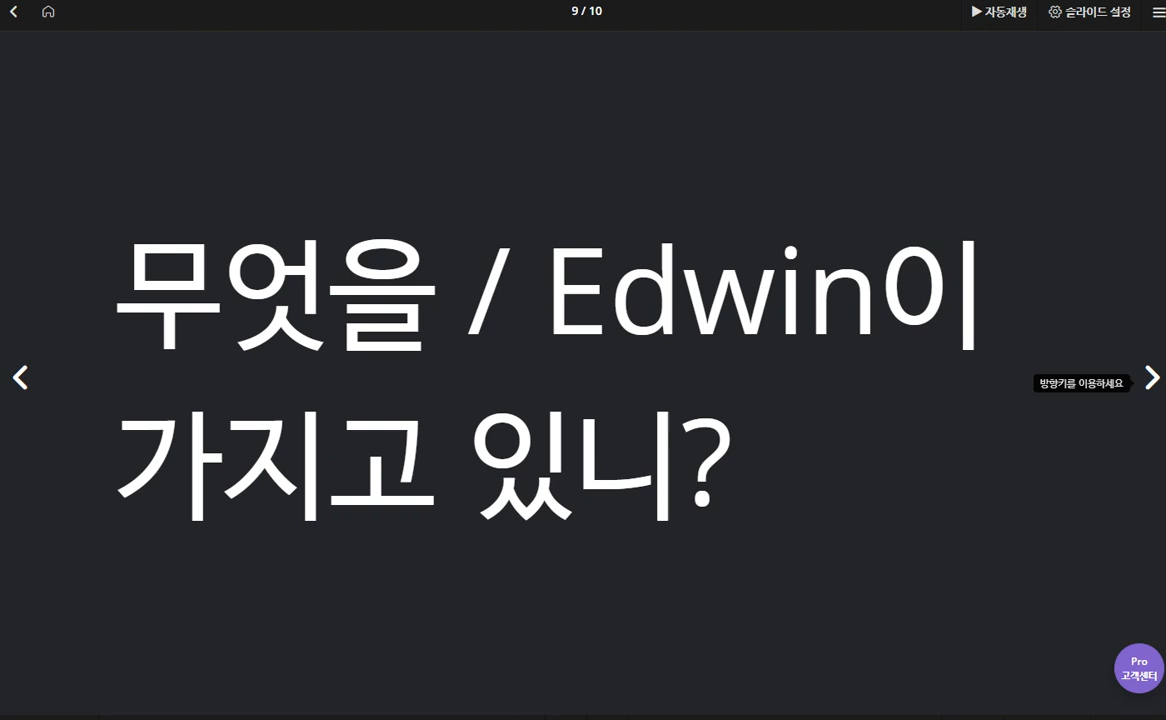 9 / 10
자동재생
슬라이드 설정
무엇을 / Edwin이
가지고 있니?
방향키를 이용하세요
Pro
고객센터